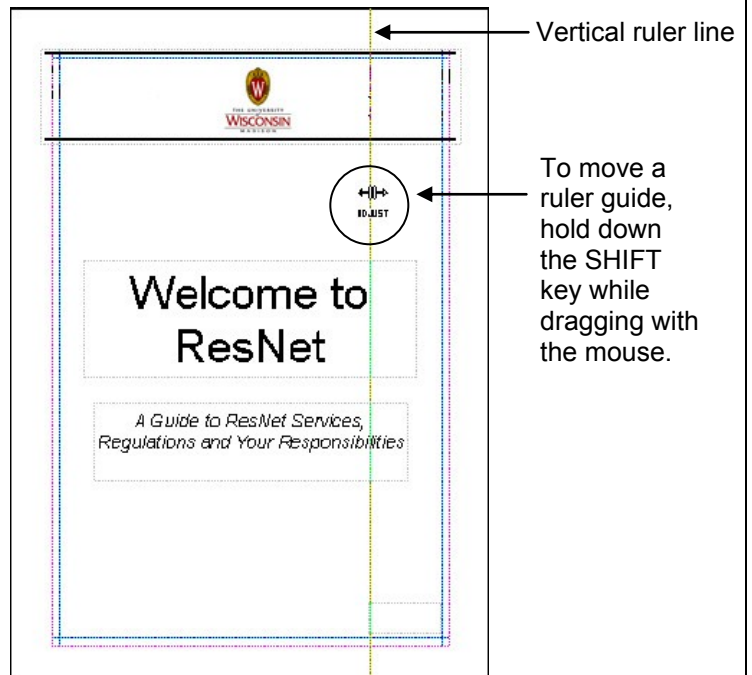 Vertical ruler line
THE UNIVERSITY
WISCONSIN
MADISON
ADJUST
To move a
ruler guide,
hold down
the SHIFT
key while
dragging with
the mouse.
Welcome to
ResNet
A Guide to ResNet Services,
Regulations and Your Responsibilities